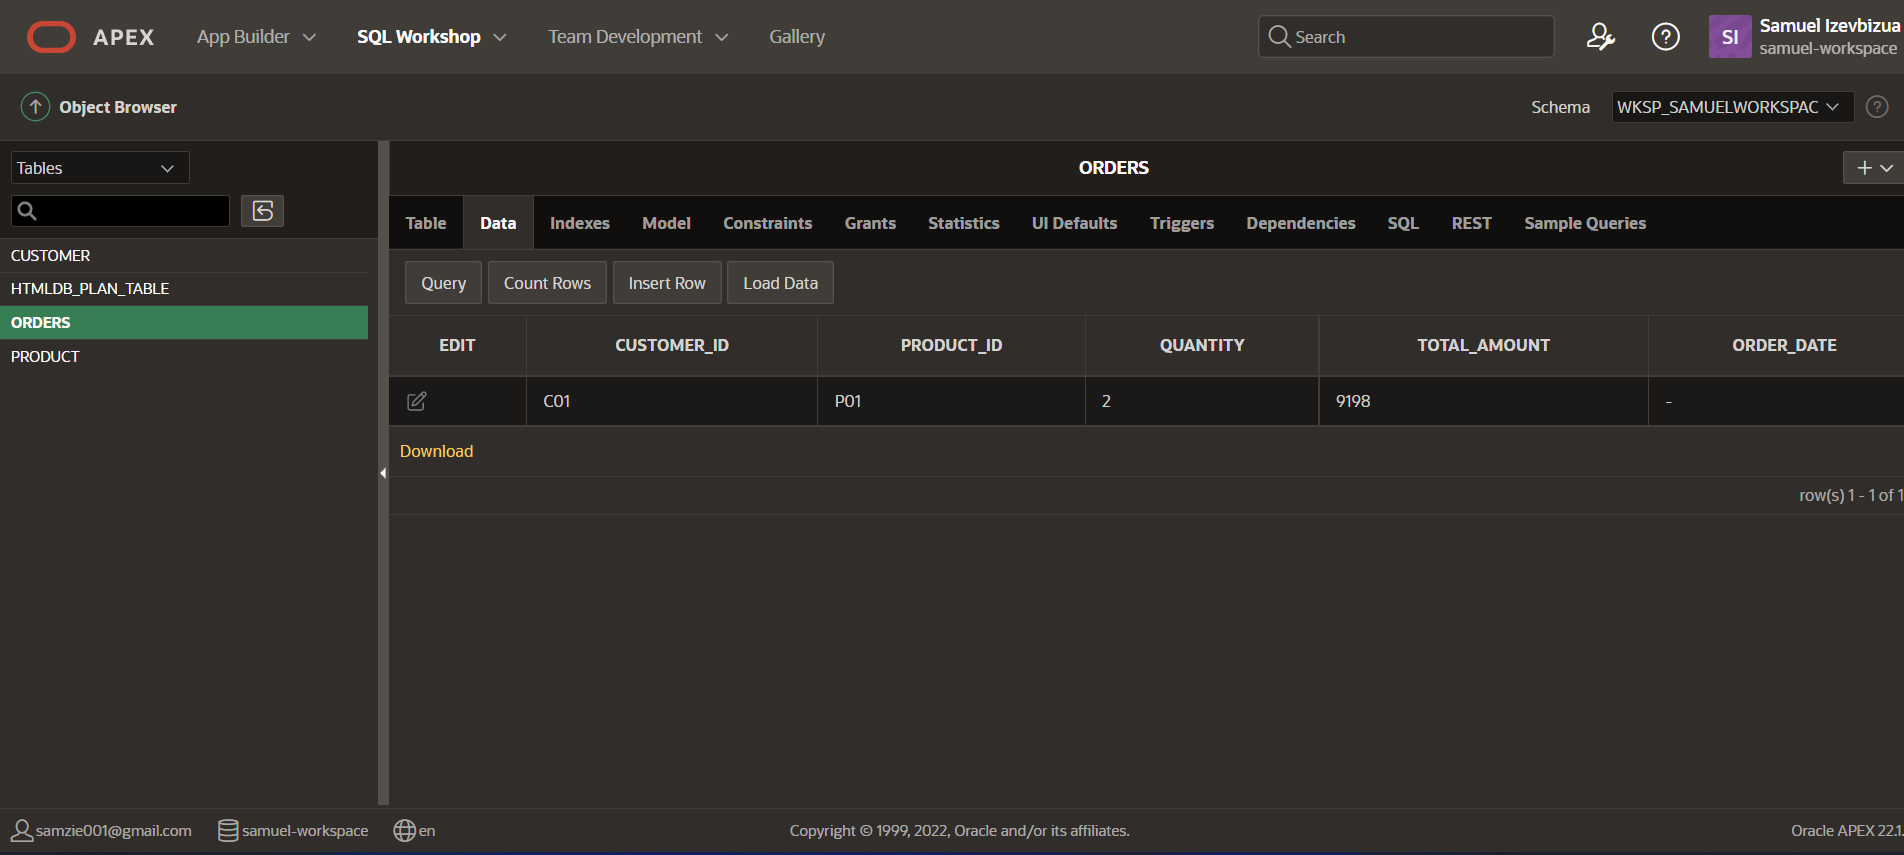 APEX App Builder SQL Workshop Team Development Gallery Search SI Samuel Izevbizua
samuel-workspace
Object Browser Schema WKSP_SAMUELWORKSPAC
Tables
ORDERS
Table Data Indexes Model Constraints Grants Statistics UI Defaults Triggers Dependencies SQL REST Sample Queries
CUSTOMER
HTMLDB_PLAN_TABLE
ORDERS
PRODUCT
Query Count Rows Insert Row Load Data
EDIT CUSTOMER_ID PRODUCT_ID QUANTITY TOTAL_AMOUNT ORDER_DATE
C01 P01 2 9198 -
Download
row(s) 1 - 1 of 1
samzie001@gmail.com samuel-workspace en Copyright © 1999, 2022, Oracle and/or its affiliates. Oracle APEX 22.1.